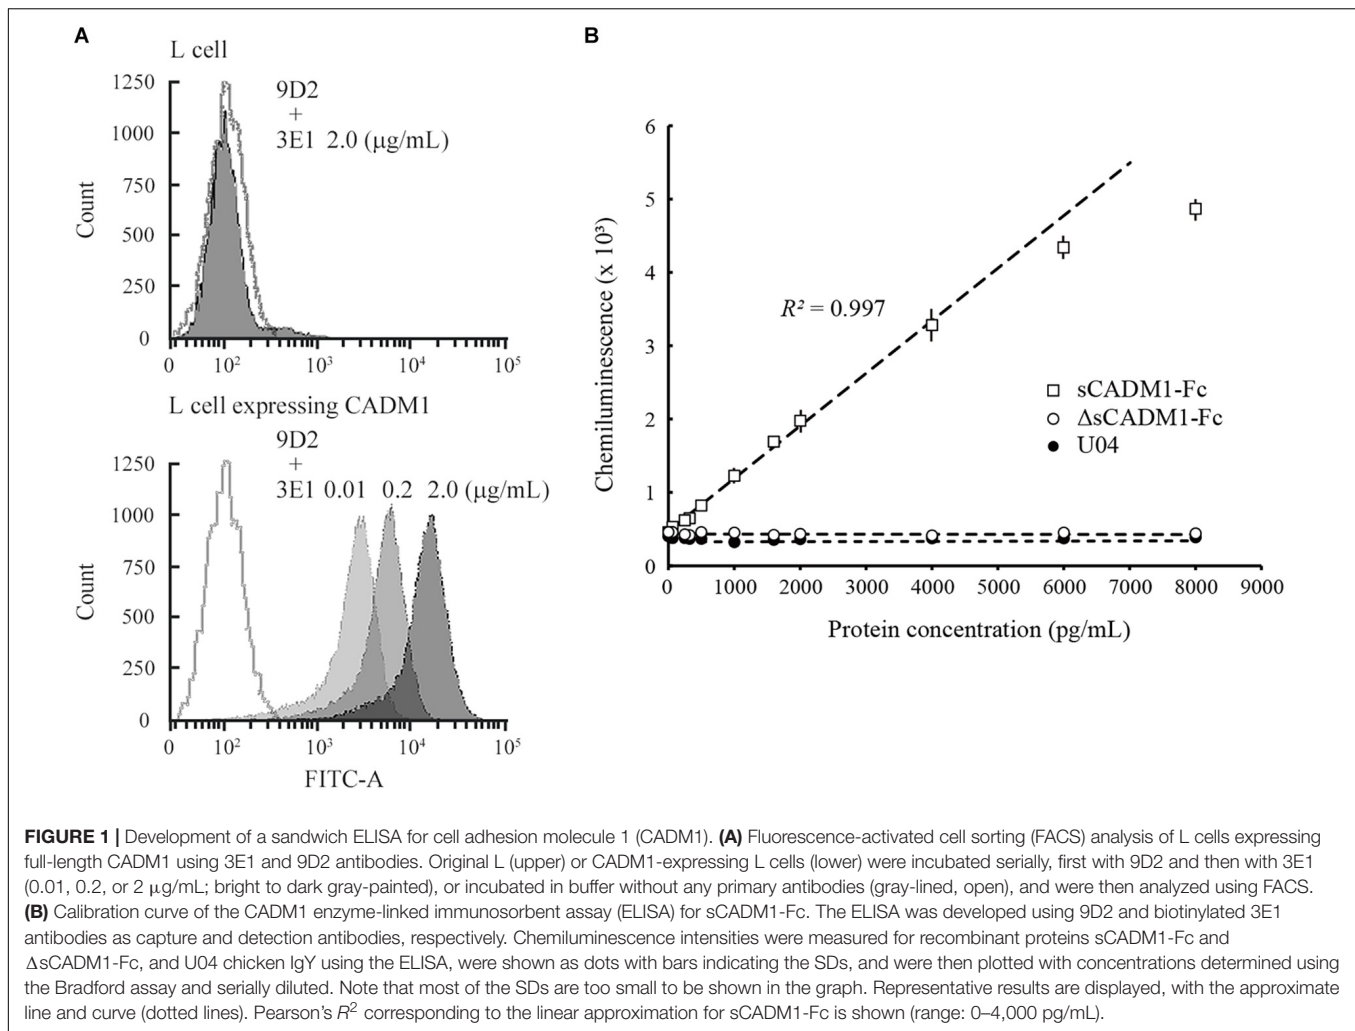 A
L cell
1250
1000
750
500
250
0
Count
9D2
+
3E1 2.0 (μg/mL)
0 10² 10³ 10⁴ 10⁵
L cell expressing CADM1
1250
1000
750
500
250
0
Count
9D2
+
3E1 0.01 0.2 2.0 (μg/mL)
0 10² 10³ 10⁴ 10⁵
FITC-A
B
6
5
4
3
2
1
0
Chemiluminescence (x 10³)
R² = 0.997
sCADM1-Fc
ΔsCADM1-Fc
U04
0 1000 2000 3000 4000 5000 6000 7000 8000 9000
Protein concentration (pg/mL)
FIGURE 1 | Development of a sandwich ELISA for cell adhesion molecule 1 (CADM1). (A) Fluorescence-activated cell sorting (FACS) analysis of L cells expressing
full-length CADM1 using 3E1 and 9D2 antibodies. Original L (upper) or CADM1-expressing L cells (lower) were incubated serially, first with 9D2 and then with 3E1
(0.01, 0.2, or 2 μg/mL; bright to dark gray-painted), or incubated in buffer without any primary antibodies (gray-lined, open), and were then analyzed using FACS.
(B) Calibration curve of the CADM1 enzyme-linked immunosorbent assay (ELISA) for sCADM1-Fc. The ELISA was developed using 9D2 and biotinylated 3E1
antibodies as capture and detection antibodies, respectively. Chemiluminescence intensities were measured for recombinant proteins sCADM1-Fc and
ΔsCADM1-Fc, and U04 chicken IgY using the ELISA, were shown as dots with bars indicating the SDs, and were then plotted with concentrations determined using
the Bradford assay and serially diluted. Note that most of the SDs are too small to be shown in the graph. Representative results are displayed, with the approximate
line and curve (dotted lines). Pearson's R² corresponding to the linear approximation for sCADM1-Fc is shown (range: 0–4,000 pg/mL).